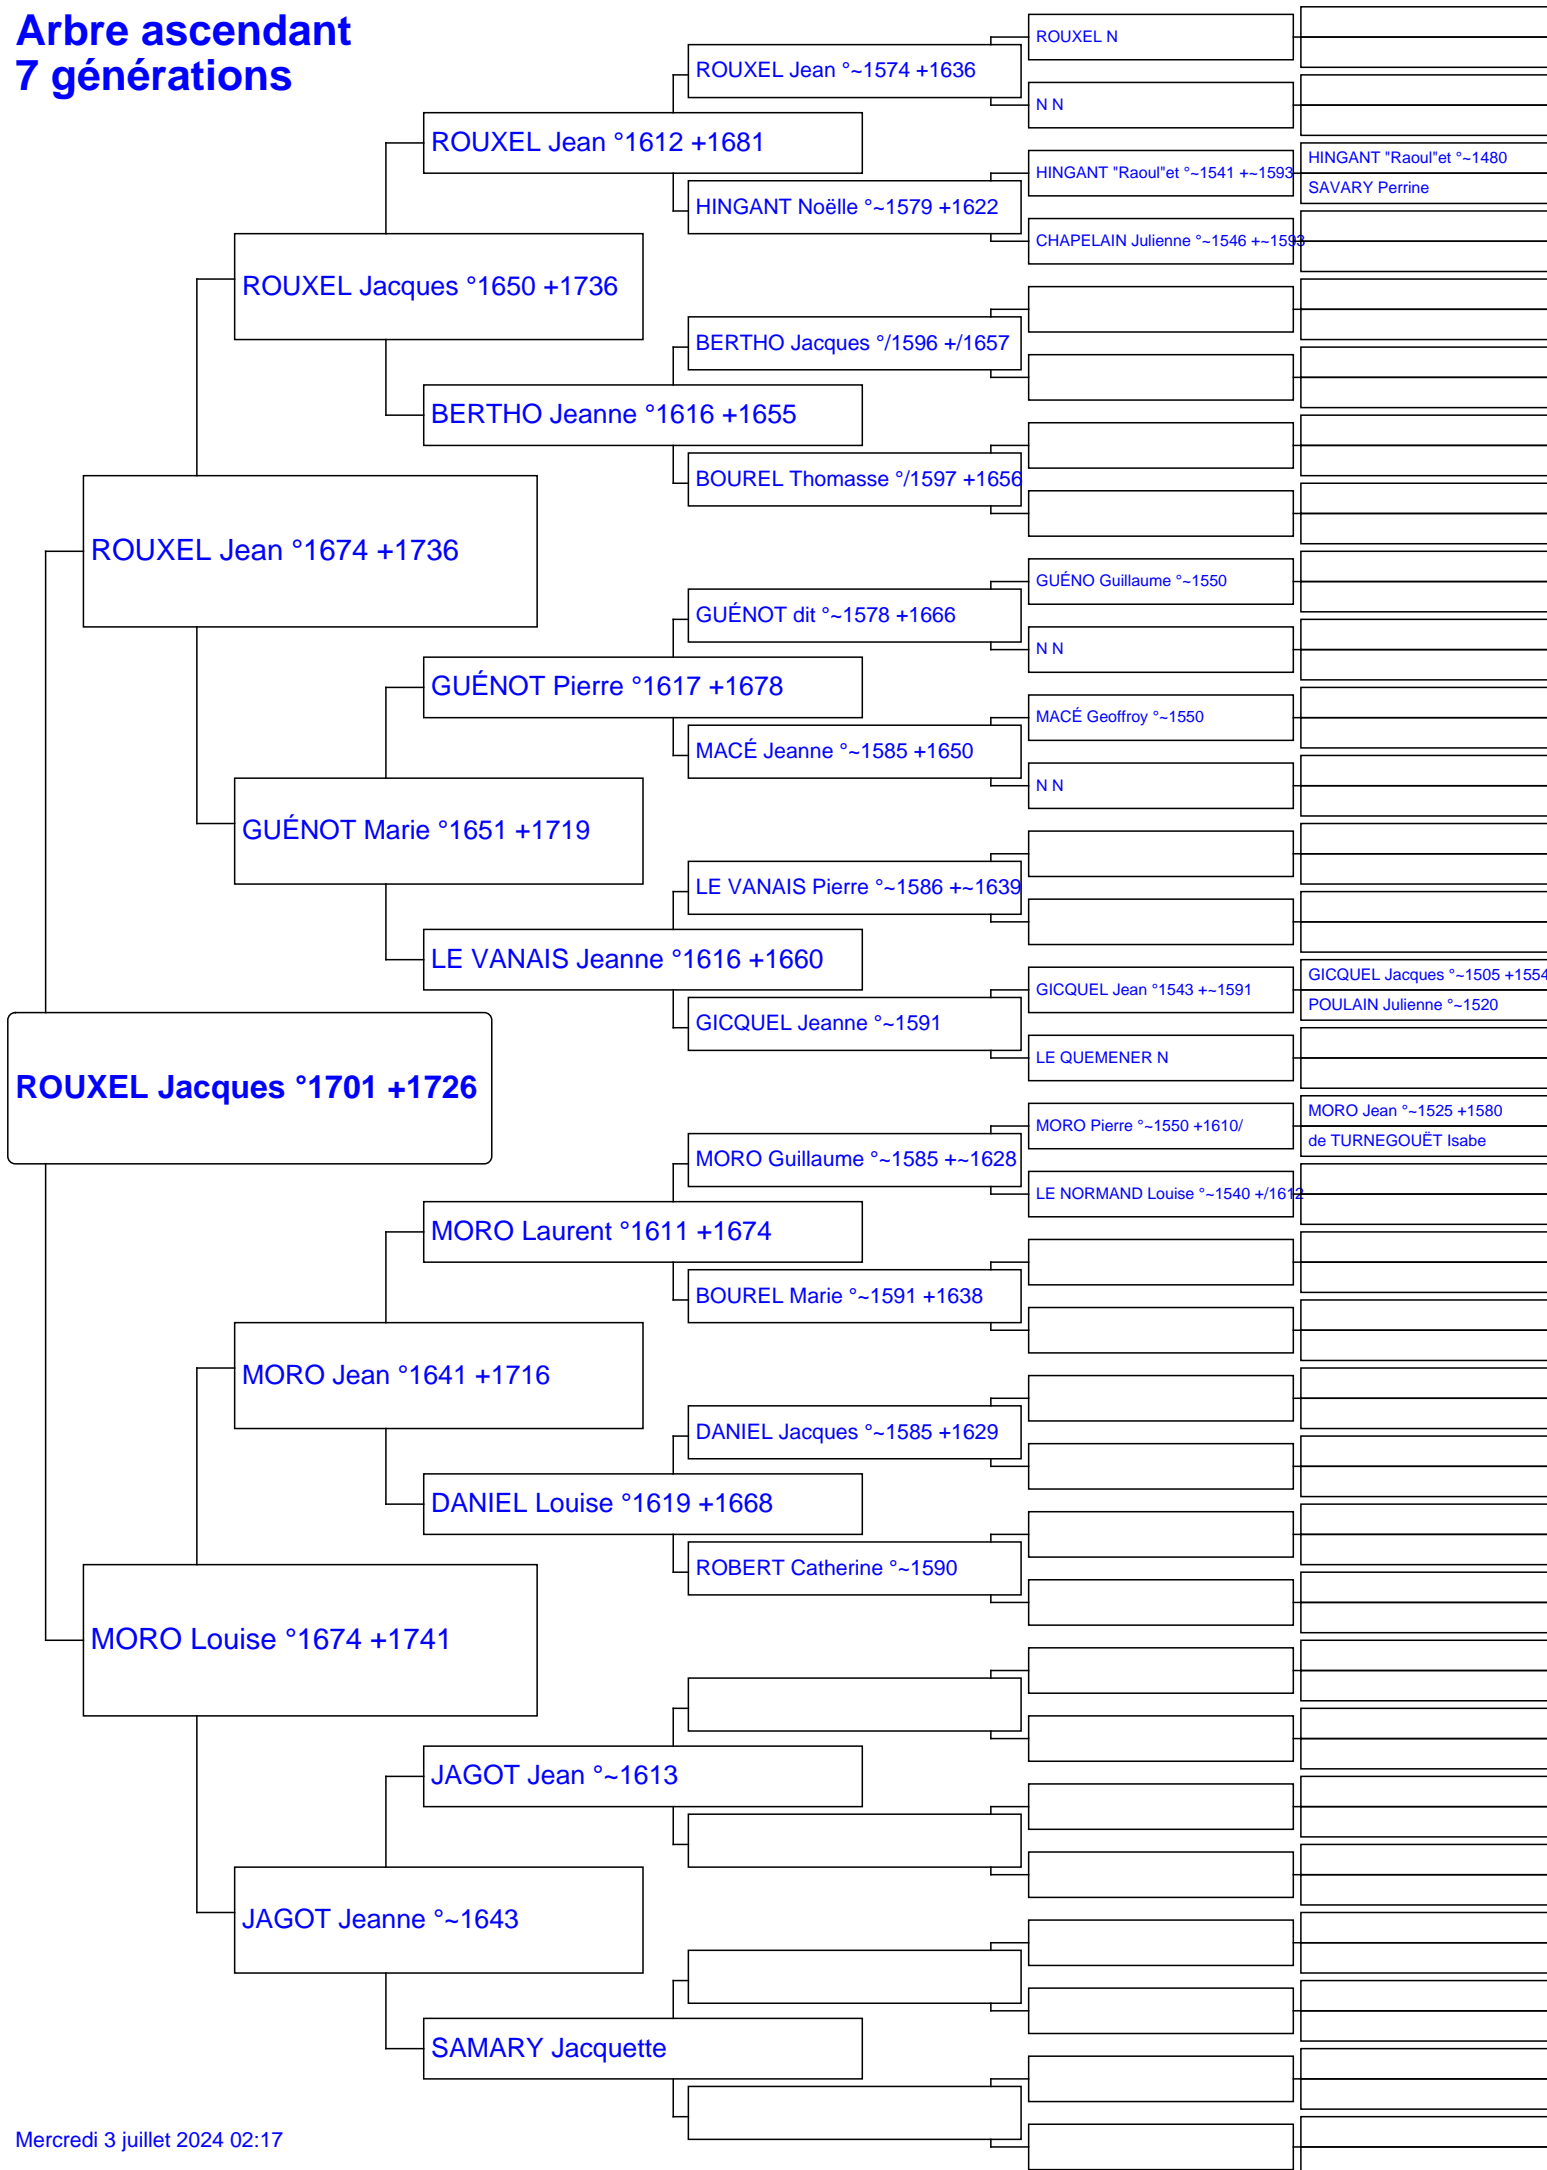 Arbre ascendant
7 générations
ROUXEL N
ROUXEL Jean °~1574 +1636
N N
ROUXEL Jean °1612 +1681
HINGANT "Raoul"et °~1480
HINGANT "Raoul"et °~1541 +~1593
SAVARY Perrine
HINGANT Noëlle °~1579 +1622
CHAPELAIN Julienne °~1546 +~1593
ROUXEL Jacques °1650 +1736
BERTHO Jacques °/1596 +/1657
BERTHO Jeanne °1616 +1655
BOUREL Thomasse °/1597 +1656
ROUXEL Jean °1674 +1736
GUÉNO Guillaume °~1550
GUÉNOT dit °~1578 +1666
N N
GUÉNOT Pierre °1617 +1678
MACÉ Geoffroy °~1550
MACÉ Jeanne °~1585 +1650
N N
GUÉNOT Marie °1651 +1719
LE VANAIS Pierre °~1586 +~1639
LE VANAIS Jeanne °1616 +1660
GICQUEL Jacques °~1505 +1554
GICQUEL Jean °1543 +~1591
POULAIN Julienne °~1520
GICQUEL Jeanne °~1591
LE QUEMENER N
ROUXEL Jacques °1701 +1726
MORO Jean °~1525 +1580
MORO Pierre °~1550 +1610/
de TURNEGOUËT Isabe
MORO Guillaume °~1585 +~1628
LE NORMAND Louise °~1540 +/1612
MORO Laurent °1611 +1674
BOUREL Marie °~1591 +1638
MORO Jean °1641 +1716
DANIEL Jacques °~1585 +1629
DANIEL Louise °1619 +1668
ROBERT Catherine °~1590
MORO Louise °1674 +1741
JAGOT Jean °~1613
JAGOT Jeanne °~1643
SAMARY Jacquette
Mercredi 3 juillet 2024 02:17